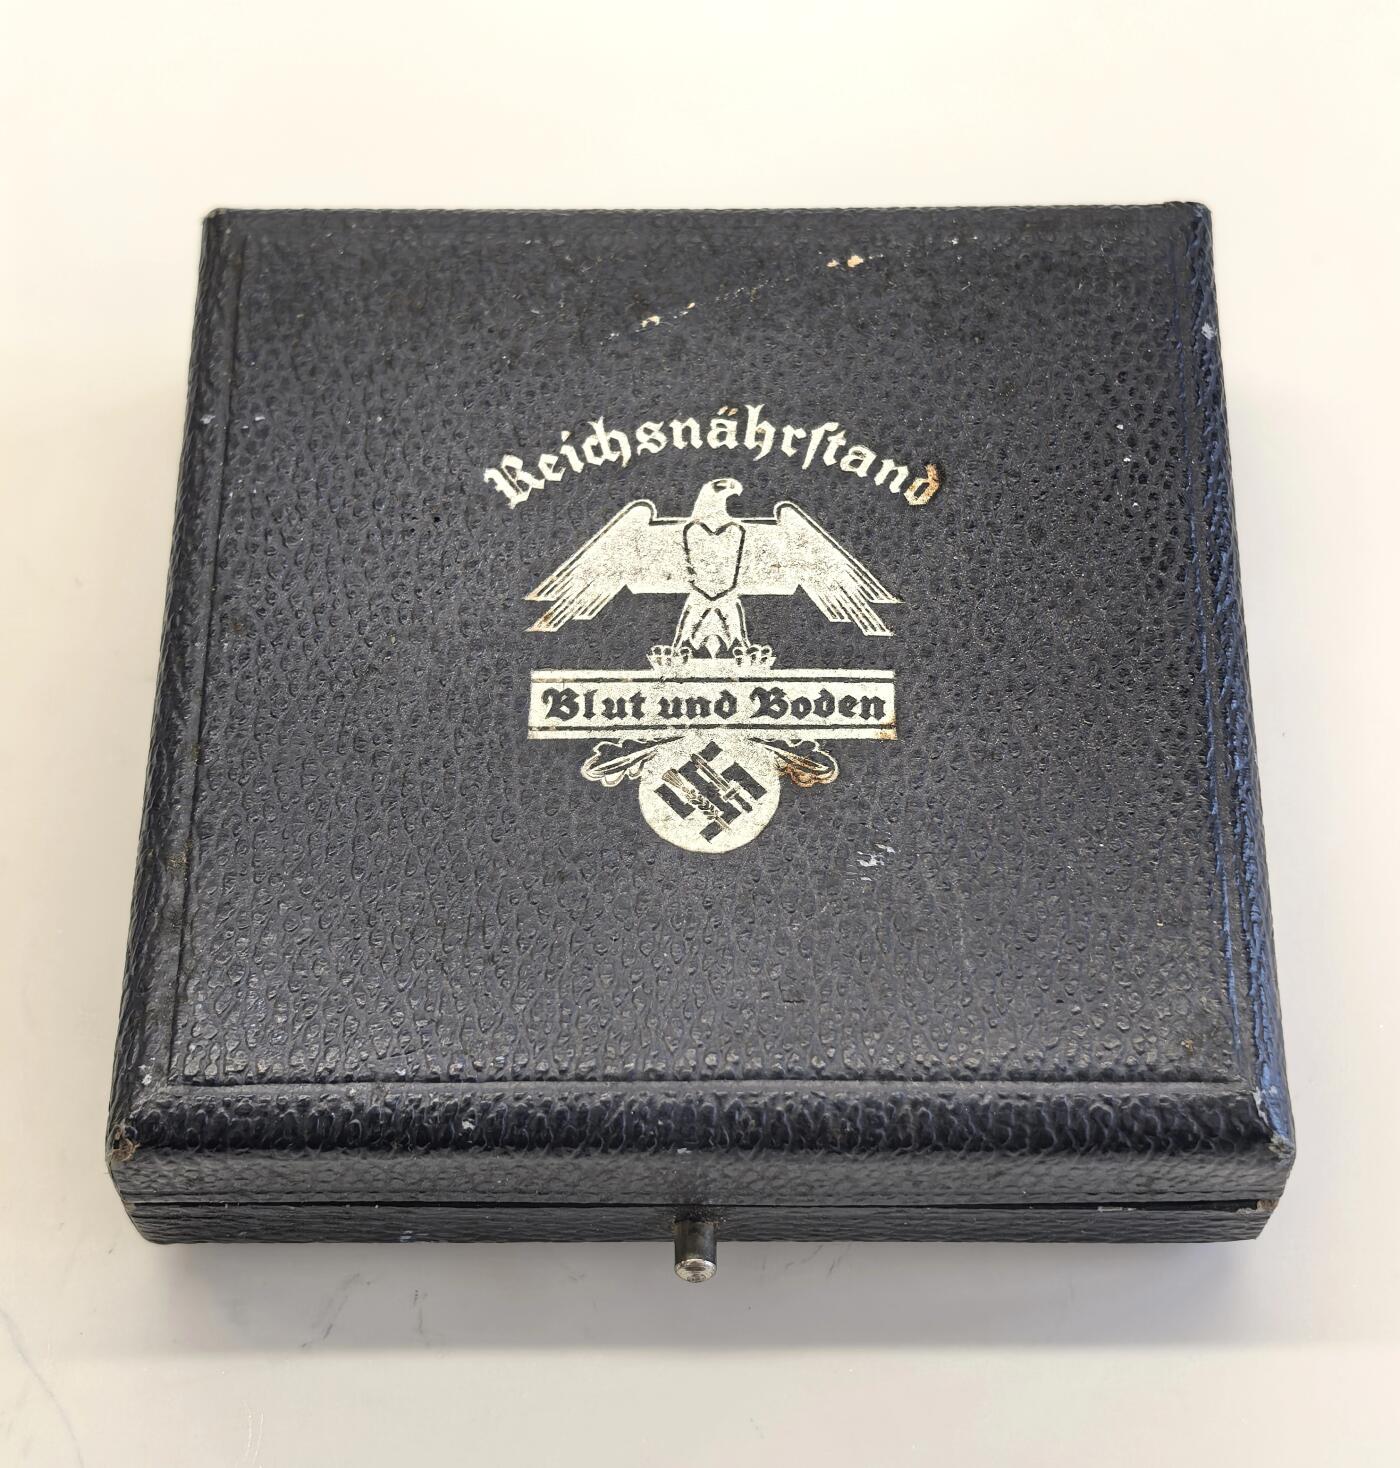 Reichsnährſtand
Blut und Boden